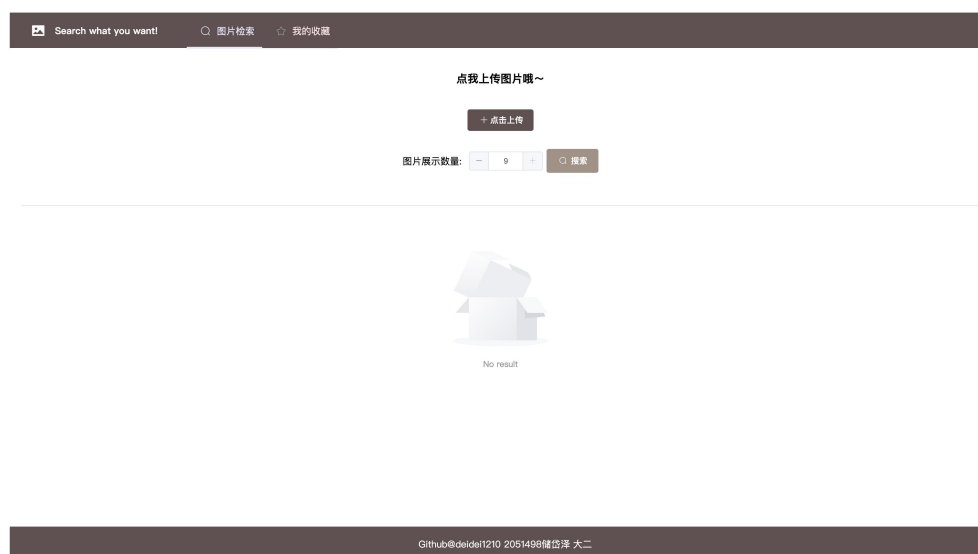 Search what you want! 图片检索 我的收藏
点我上传图片哦~
+ 点击上传
图片展示数量: - 9 + 搜索
No result
Github@deidei1210 2051498储岱泽 大二